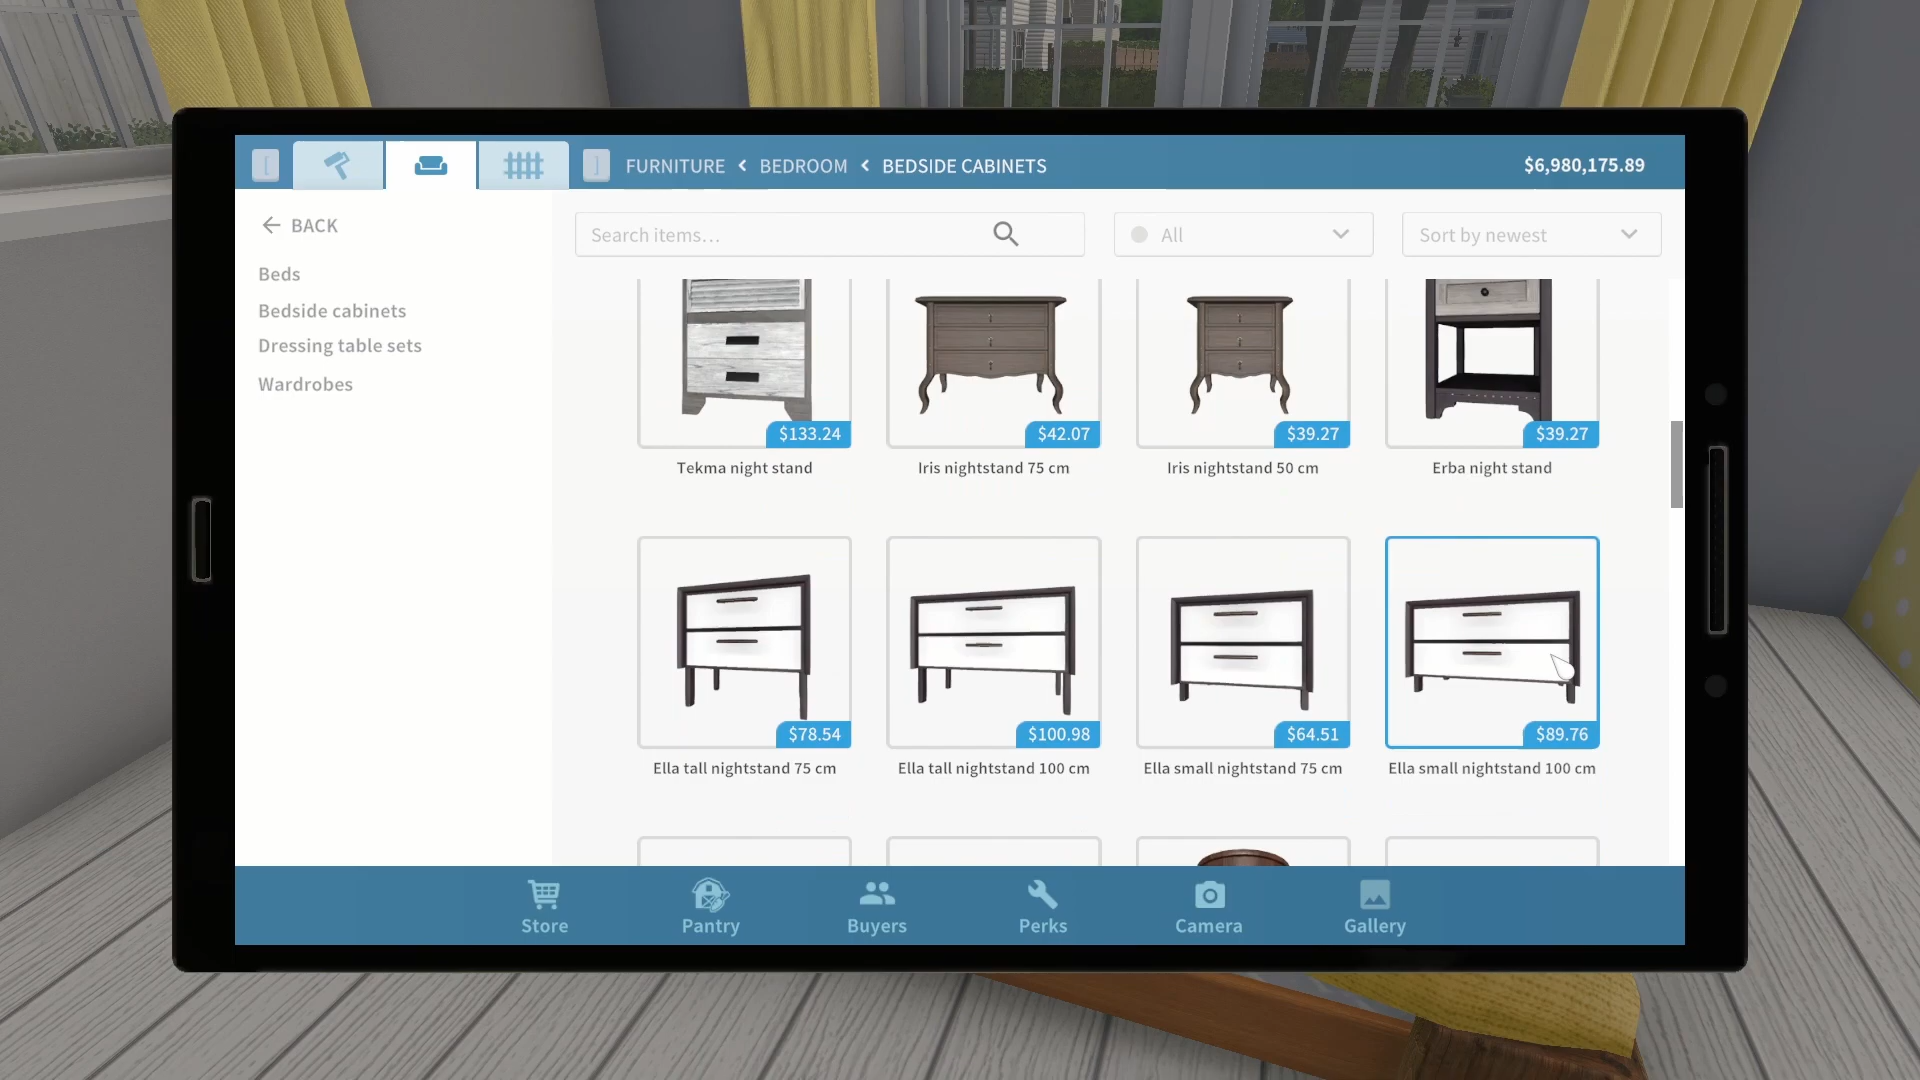 [
]
FURNITURE < BEDROOM < BEDSIDE CABINETS
$6,980,175.89
BACK
Beds
Bedside cabinets
Dressing table sets
Wardrobes
Search items...
All
Sort by newest
$133.24
$42.07
$39.27
$39.27
Tekma night stand
Iris nightstand 75 cm
Iris nightstand 50 cm
Erba night stand
$78.54
$100.98
$64.51
$89.76
Ella tall nightstand 75 cm
Ella tall nightstand 100 cm
Ella small nightstand 75 cm
Ella small nightstand 100 cm
Store
Pantry
Buyers
Perks
Camera
Gallery